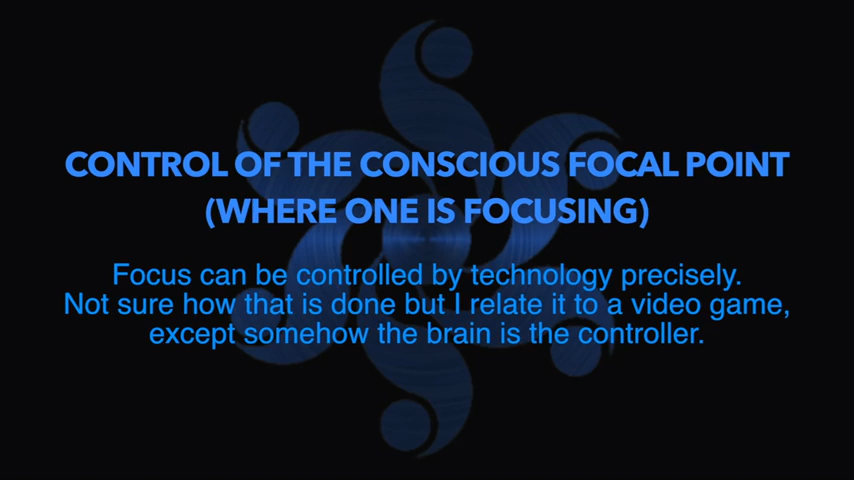 CONTROL OF THE CONSCIOUS FOCAL POINT
(WHERE ONE IS FOCUSING)
Focus can be controlled by technology precisely.
Not sure how that is done but I relate it to a video game,
except somehow the brain is the controller.